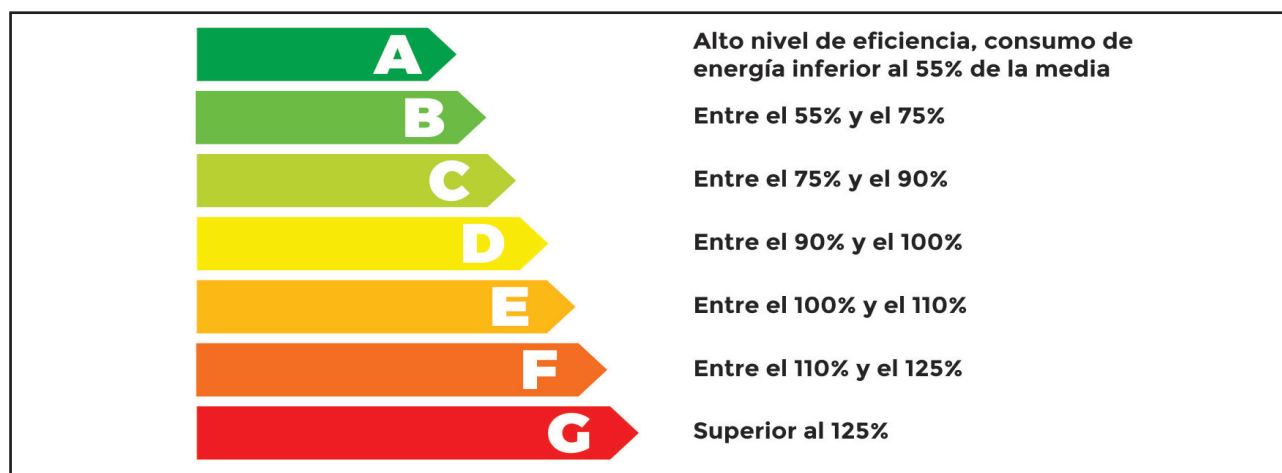 A
Alto nivel de eficiencia, consumo de
energía inferior al 55% de la media
B
Entre el 55% y el 75%
C
Entre el 75% y el 90%
D
Entre el 90% y el 100%
E
Entre el 100% y el 110%
F
Entre el 110% y el 125%
G
Superior al 125%